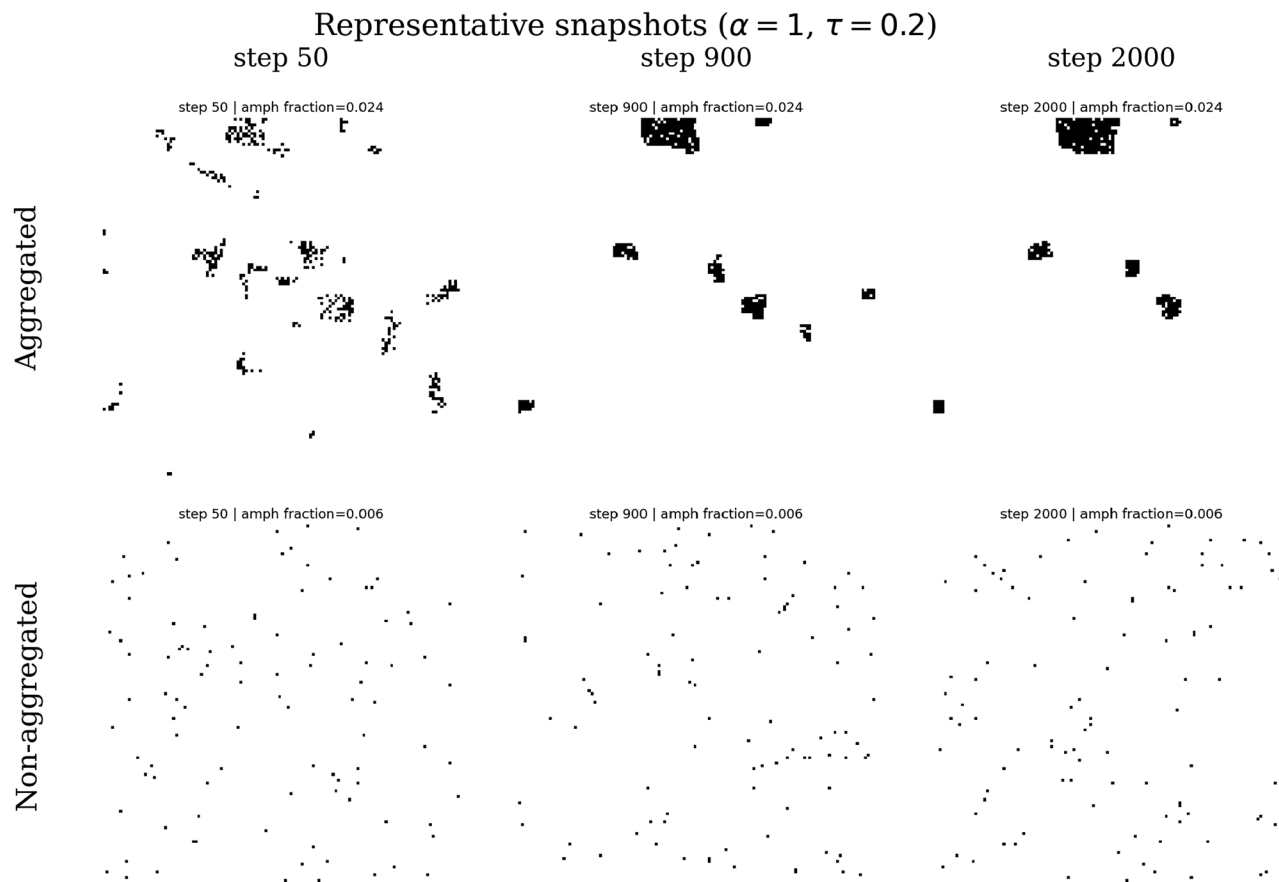 Representative snapshots (α = 1, τ = 0.2)
step 50
step 900
step 2000
step 50 | amph fraction=0.024
step 900 | amph fraction=0.024
step 2000 | amph fraction=0.024
Aggregated
step 50 | amph fraction=0.006
step 900 | amph fraction=0.006
step 2000 | amph fraction=0.006
Non-aggregated